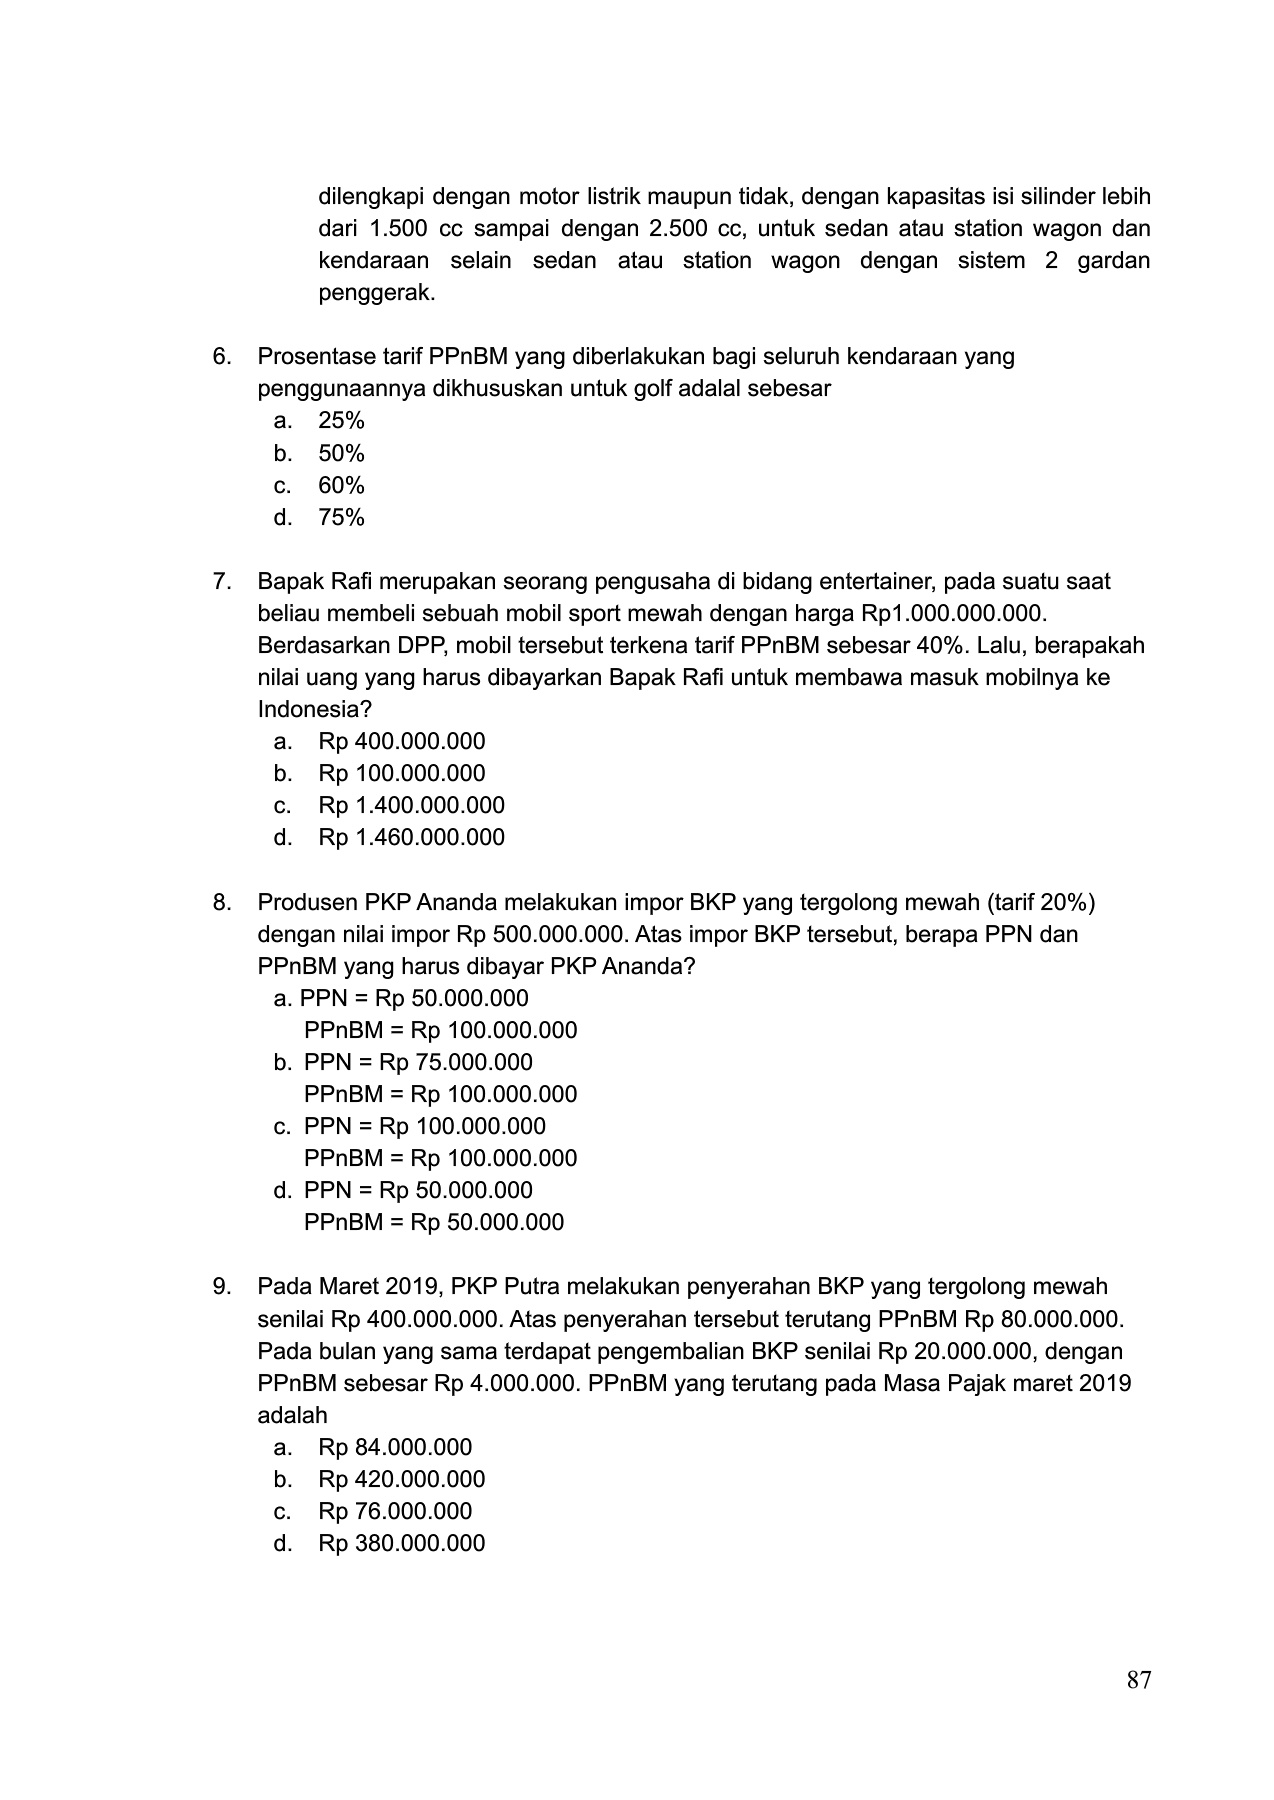 dilengkapi dengan motor listrik maupun tidak, dengan kapasitas isi silinder lebih
dari 1.500 cc sampai dengan 2.500 cc, untuk sedan atau station wagon dan
kendaraan selain sedan atau station wagon dengan sistem 2 gardan
penggerak.
6. Prosentase tarif PPnBM yang diberlakukan bagi seluruh kendaraan yang
penggunaannya dikhususkan untuk golf adalal sebesar
a. 25%
b. 50%
c. 60%
d. 75%
7. Bapak Rafi merupakan seorang pengusaha di bidang entertainer, pada suatu saat
beliau membeli sebuah mobil sport mewah dengan harga Rp1.000.000.000.
Berdasarkan DPP, mobil tersebut terkena tarif PPnBM sebesar 40%. Lalu, berapakah
nilai uang yang harus dibayarkan Bapak Rafi untuk membawa masuk mobilnya ke
Indonesia?
a. Rp 400.000.000
b. Rp 100.000.000
c. Rp 1.400.000.000
d. Rp 1.460.000.000
8. Produsen PKP Ananda melakukan impor BKP yang tergolong mewah (tarif 20%)
dengan nilai impor Rp 500.000.000. Atas impor BKP tersebut, berapa PPN dan
PPnBM yang harus dibayar PKP Ananda?
a. PPN = Rp 50.000.000
PPnBM = Rp 100.000.000
b. PPN = Rp 75.000.000
PPnBM = Rp 100.000.000
c. PPN = Rp 100.000.000
PPnBM = Rp 100.000.000
d. PPN = Rp 50.000.000
PPnBM = Rp 50.000.000
9. Pada Maret 2019, PKP Putra melakukan penyerahan BKP yang tergolong mewah
senilai Rp 400.000.000. Atas penyerahan tersebut terutang PPnBM Rp 80.000.000.
Pada bulan yang sama terdapat pengembalian BKP senilai Rp 20.000.000, dengan
PPnBM sebesar Rp 4.000.000. PPnBM yang terutang pada Masa Pajak maret 2019
adalah
a. Rp 84.000.000
b. Rp 420.000.000
c. Rp 76.000.000
d. Rp 380.000.000
87